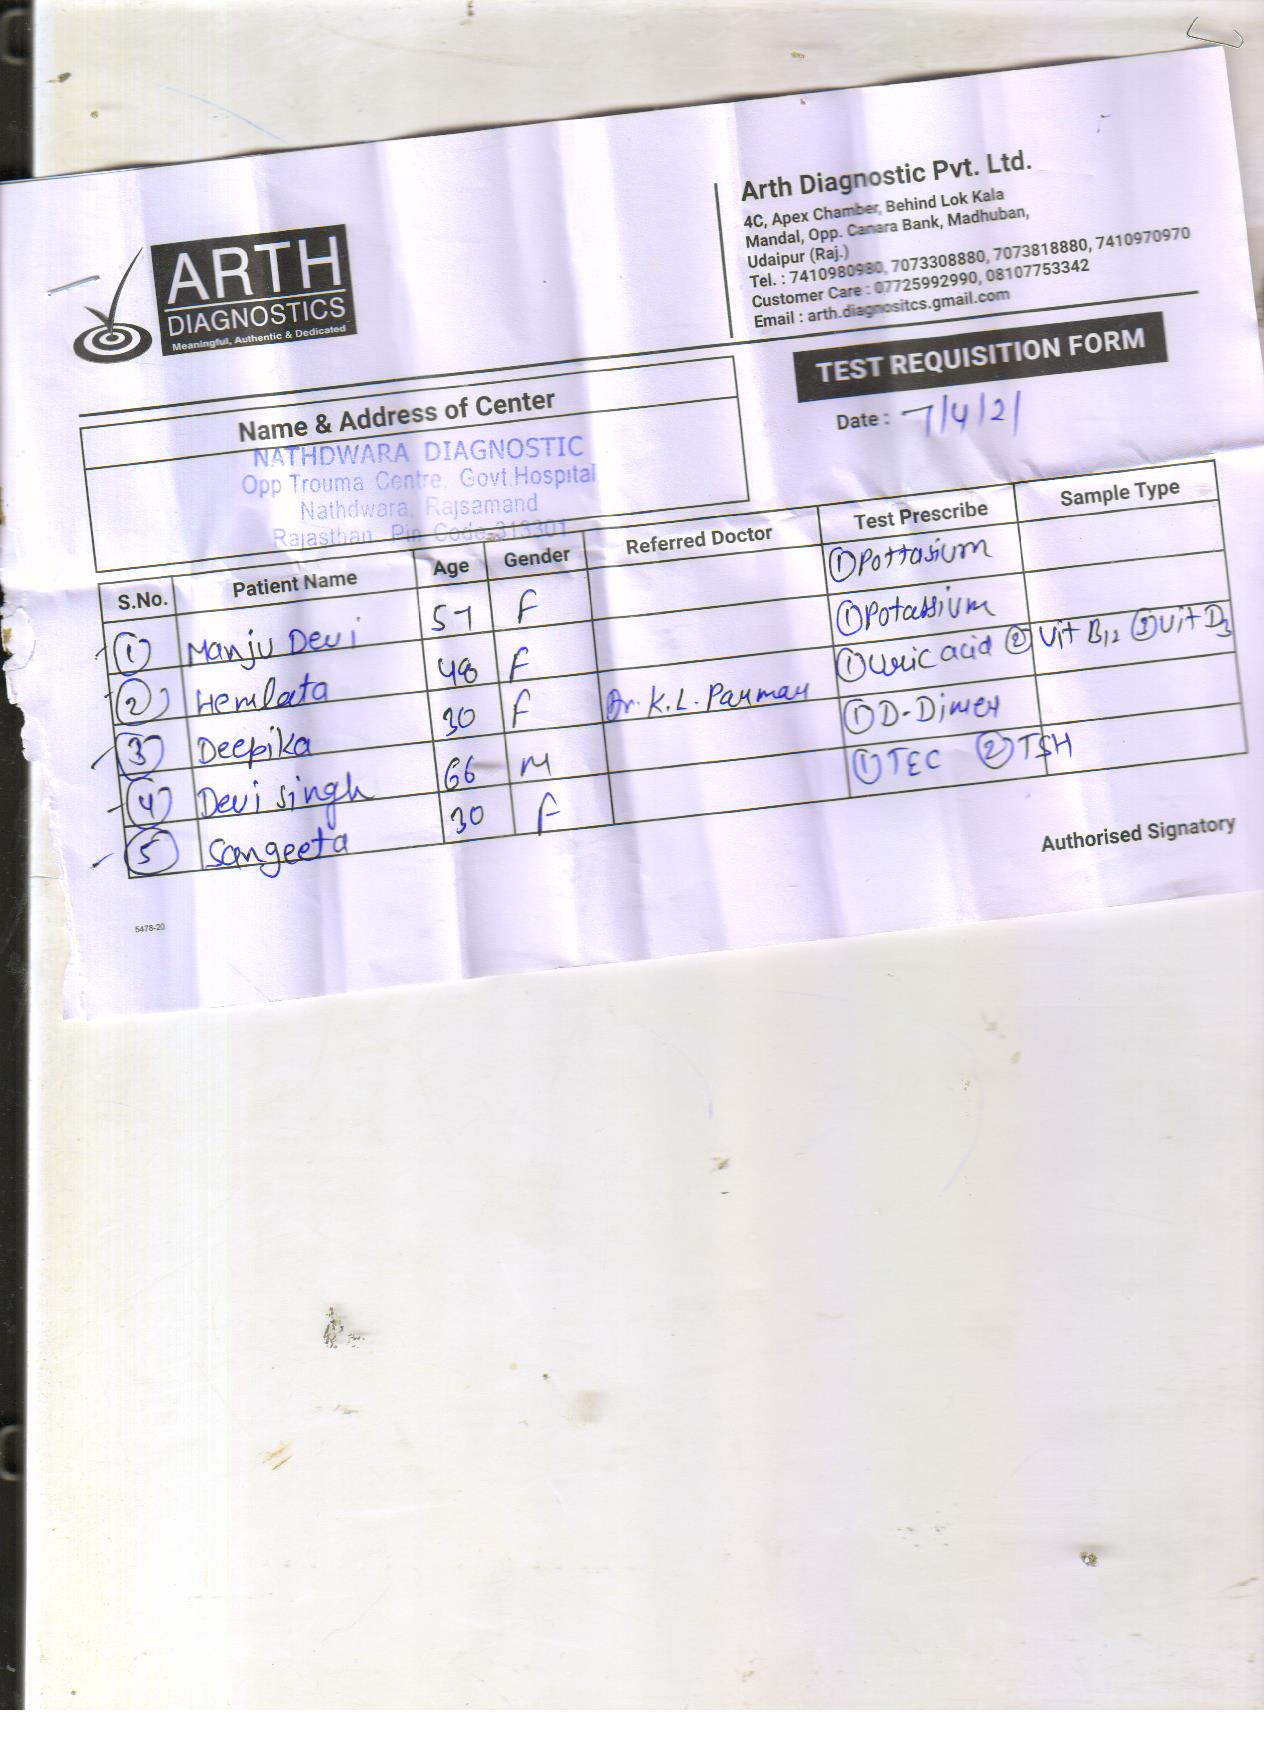 ARTH
DIAGNOSTICS
Meaningful, Authentic & Dedicated
Arth Diagnostic Pvt. Ltd.
4C, Apex Chamber, Behind Lok Kala
Mandal, Opp. Canara Bank, Madhuban,
Udaipur (Raj.)
Tel. : 7410980980, 7073308880, 7073818880, 7410970970
Customer Care : 07725992990, 08107753342
Email : arth.diagnositcs.gmail.com
TEST REQUISITION FORM
Date : 7/4/21
Name & Address of Center
NATHDWARA DIAGNOSTIC
Opp Trouma Centre, Govt.Hospital
Nathdwara, Rajsamand
Rajasthan, Pin Code-313301
S.No. Patient Name Age Gender Referred Doctor Test Prescribe Sample Type
1 Manju Devi 57 F 1 Pottasium
2 Hemlata 48 F 1 Potassium
3 Deepika 30 F Dr. K.L. Parmar 1 Uric acid 2 Vit B12 3 Vit D3
4 Devi Singh 66 M 1 D-Dimer
5 Sangeeta 30 F 1 TEC 2 TSH
Authorised Signatory
5478-20